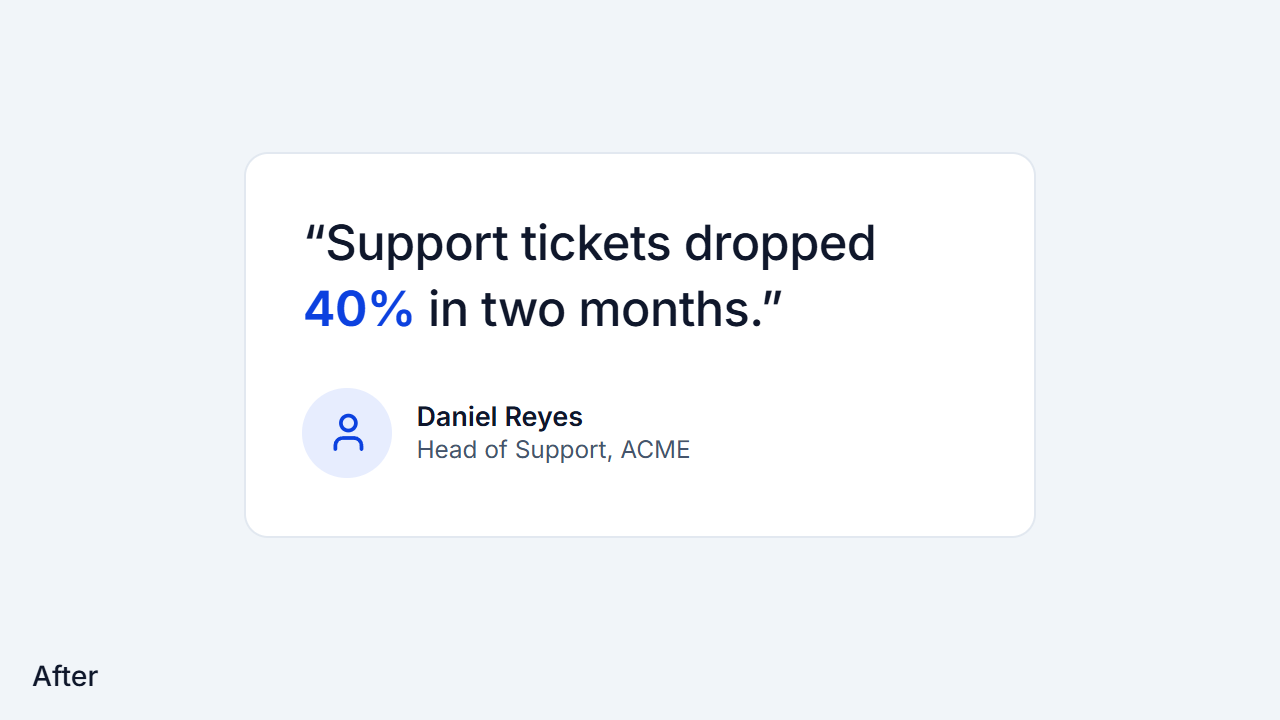 “Support tickets dropped
40% in two months.”
Daniel Reyes
Head of Support, ACME
After